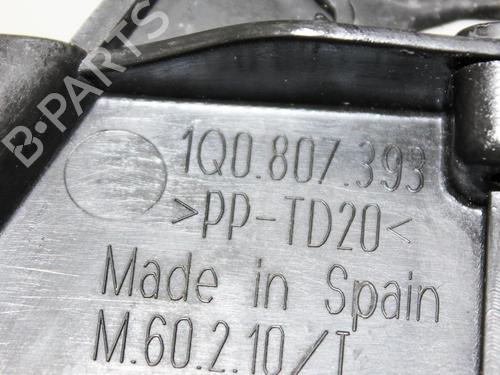 B-PARTS
1Q0.807.393
>PP-TD20<
Made in Spain
M.60.2.10/T